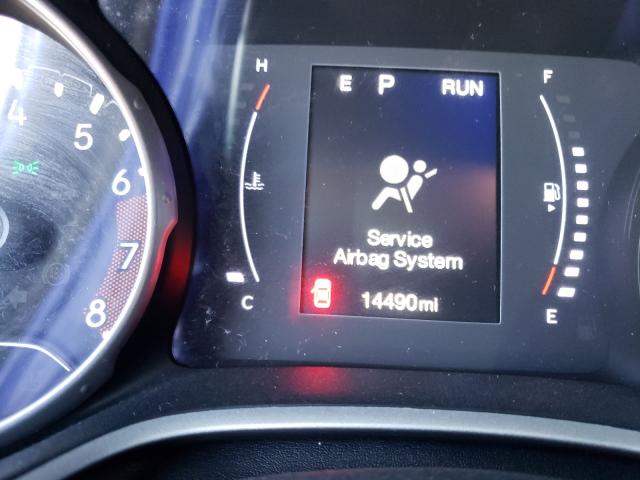 H
E P RUN
F
4
5
6
7
8
Service
Airbag System
C
14490mi
E